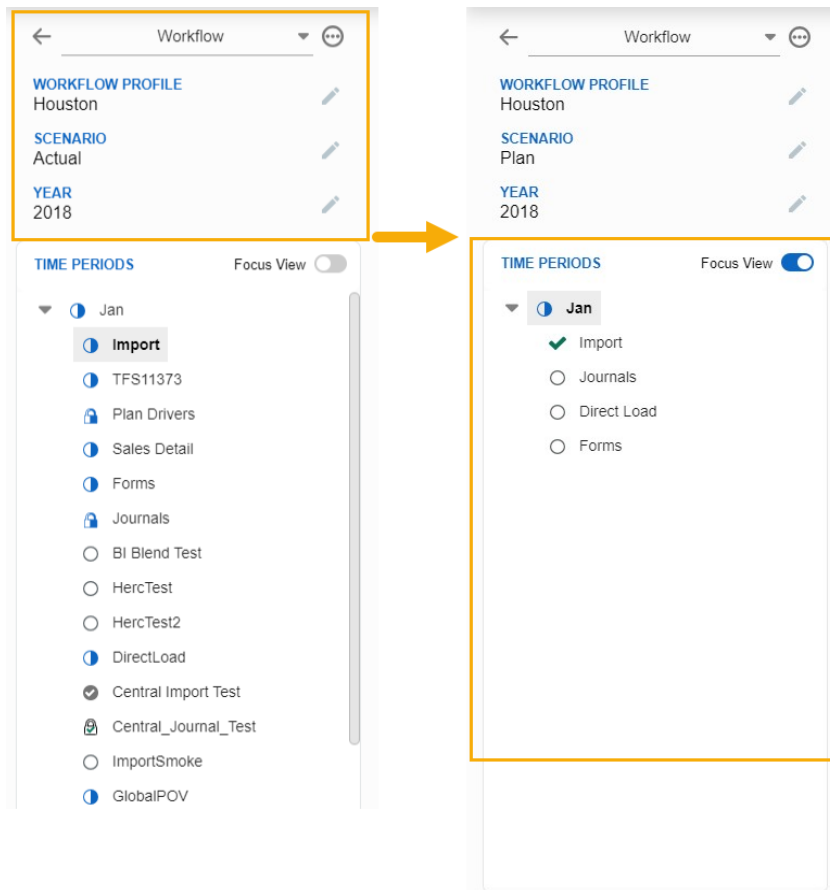 Workflow
WORKFLOW PROFILE
Houston
SCENARIO
Actual
YEAR
2018
TIME PERIODS
Focus View
Jan
Import
TFS11373
Plan Drivers
Sales Detail
Forms
Journals
BI Blend Test
HercTest
HercTest2
DirectLoad
Central Import Test
Central_Journal_Test
ImportSmoke
GlobalPOV
Workflow
WORKFLOW PROFILE
Houston
SCENARIO
Plan
YEAR
2018
TIME PERIODS
Focus View
Jan
Import
Journals
Direct Load
Forms